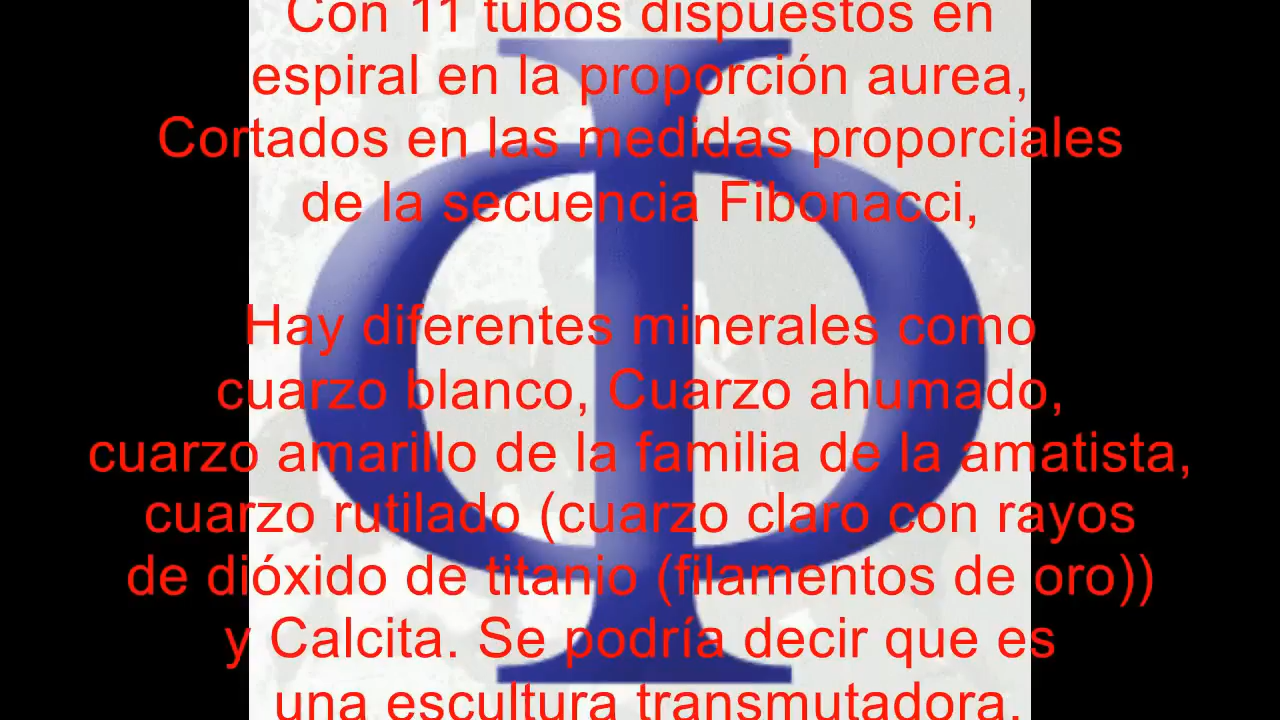 Con 11 tubos dispuestos en
espiral en la proporción aurea,
Cortados en las medidas proporciales
de la secuencia Fibonacci,
Hay diferentes minerales como
cuarzo blanco, Cuarzo ahumado,
cuarzo amarillo de la familia de la amatista,
cuarzo rutilado (cuarzo claro con rayos
de dióxido de titanio (filamentos de oro))
y Calcita. Se podría decir que es
una escultura transmutadora.